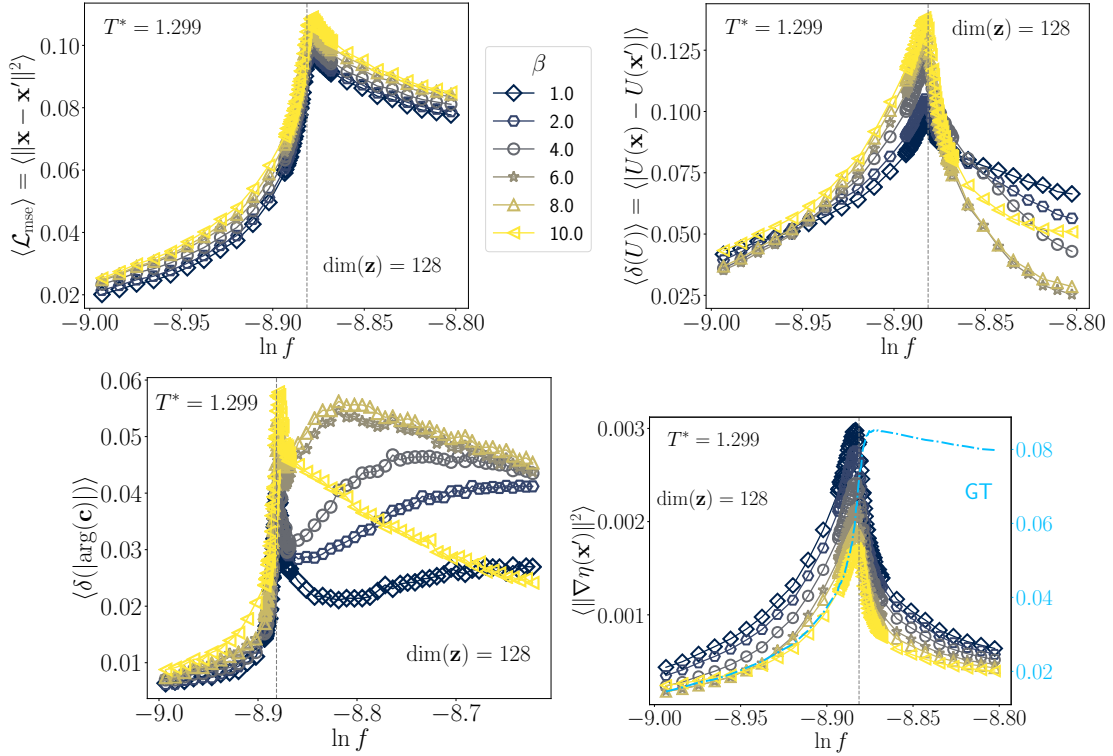 T* = 1.299
⟨ℒ_mse⟩ = ⟨‖x − x′‖²⟩
0.10
0.08
0.06
0.04
0.02
dim(z) = 128
−9.00 −8.95 −8.90 −8.85 −8.80
ln f
β
1.0
2.0
4.0
6.0
8.0
10.0
T* = 1.299
dim(z) = 128
⟨δ(U)⟩ = ⟨|U(x) − U(x′)|⟩
0.125
0.100
0.075
0.050
0.025
−9.00 −8.95 −8.90 −8.85 −8.80
ln f
T* = 1.299
⟨δ(|arg(c)|)⟩
0.06
0.05
0.04
0.03
0.02
0.01
dim(z) = 128
−9.0 −8.9 −8.8 −8.7
ln f
T* = 1.299
dim(z) = 128
⟨‖∇η(x′)‖²⟩
0.003
0.002
0.001
GT
0.08
0.06
0.04
0.02
−9.00 −8.95 −8.90 −8.85 −8.80
ln f